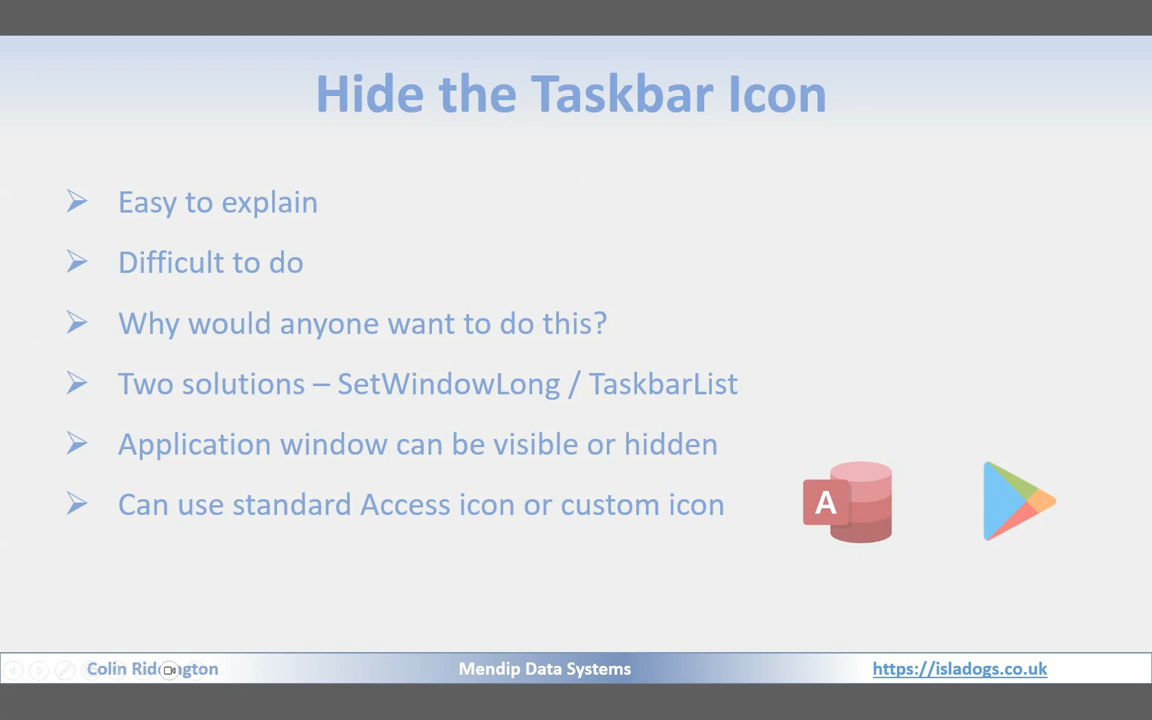 Hide the Taskbar Icon
Easy to explain
Difficult to do
Why would anyone want to do this?
Two solutions – SetWindowLong / TaskbarList
Application window can be visible or hidden
Can use standard Access icon or custom icon
A
Colin
Mendip Data Systems
https://isladogs.co.uk